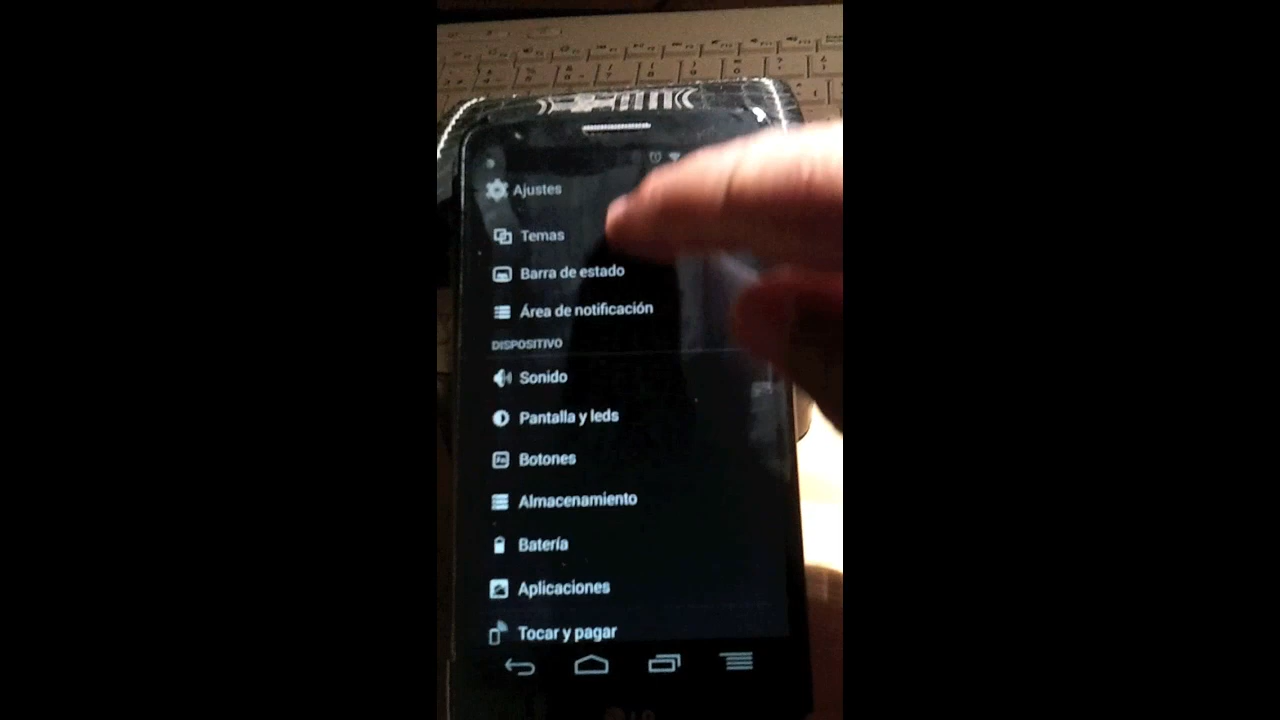 Ajustes
Temas
Barra de estado
Área de notificación
DISPOSITIVO
Sonido
Pantalla y leds
Botones
Almacenamiento
Batería
Aplicaciones
Tocar y pagar